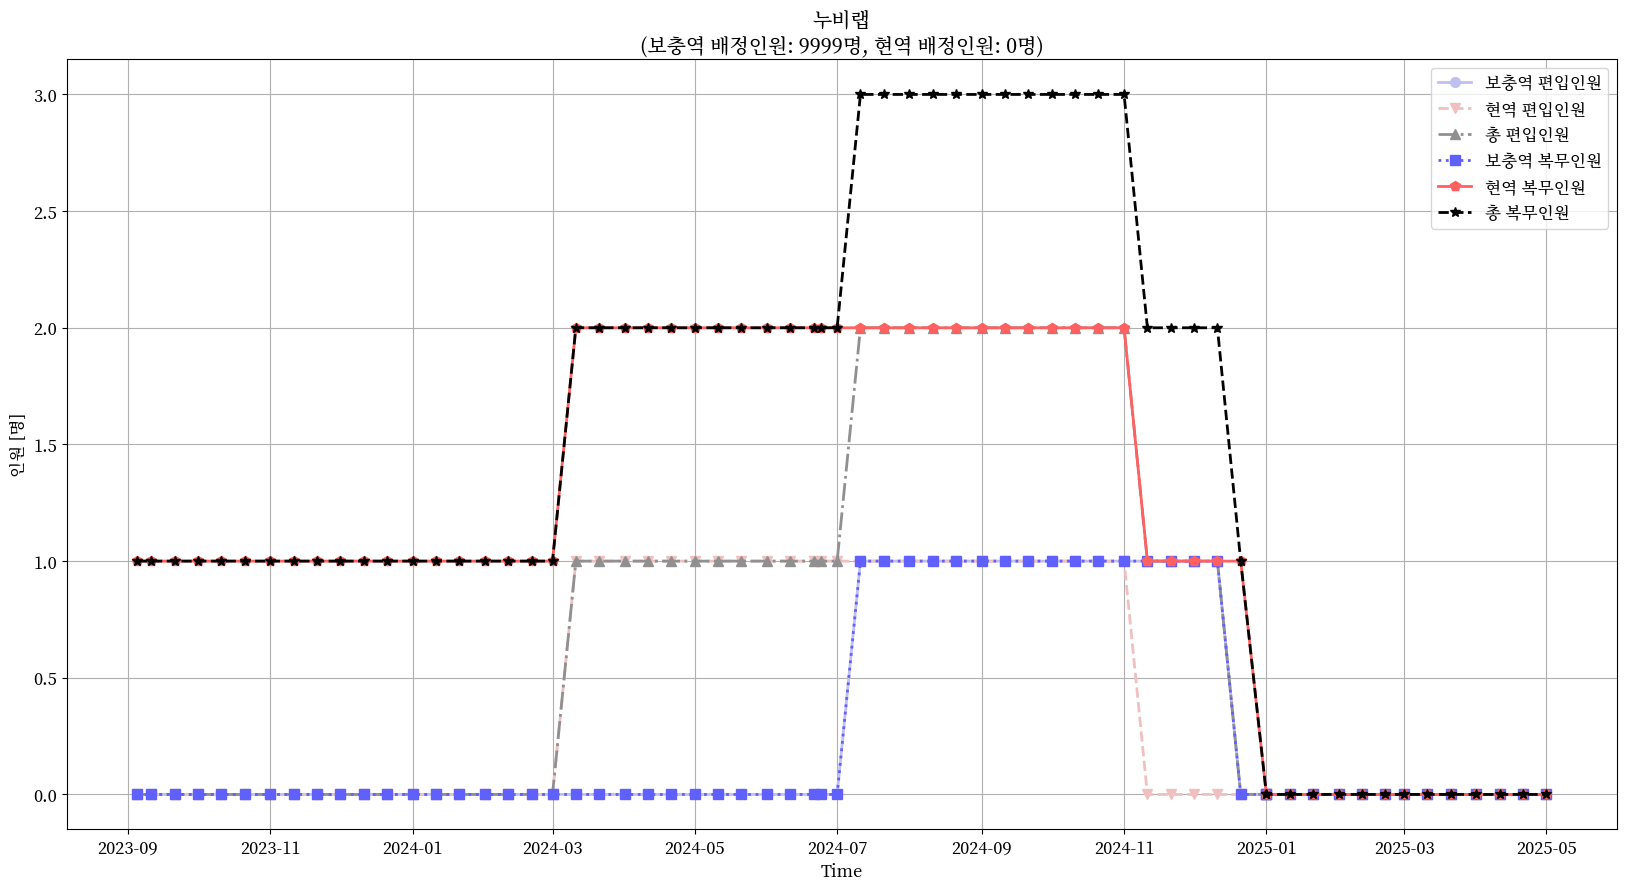 누비랩
(보충역 배정인원: 9999명, 현역 배정인원: 0명)
보충역 편입인원
현역 편입인원
총 편입인원
보충역 복무인원
현역 복무인원
총 복무인원
인원 [명]
3.0
2.5
2.0
1.5
1.0
0.5
0.0
2023-09
2023-11
2024-01
2024-03
2024-05
2024-07
2024-09
2024-11
2025-01
2025-03
2025-05
Time